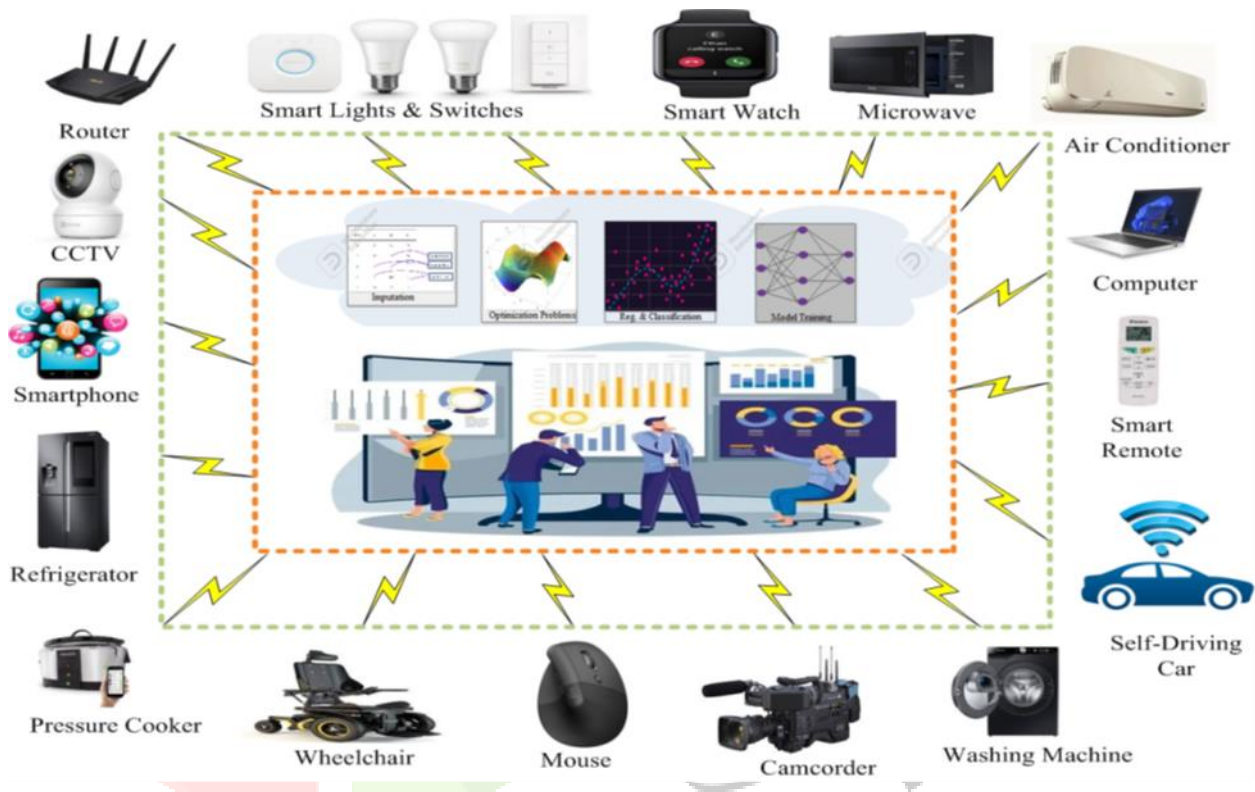 Smart Lights & Switches
Smart Watch
Microwave
Router
Air Conditioner
CCTV
Imputation
Optimization Problems
Reg. & Classification
Model Training
Computer
Smartphone
Smart
Remote
Refrigerator
Self-Driving
Car
Pressure Cooker
Wheelchair
Mouse
Camcorder
Washing Machine